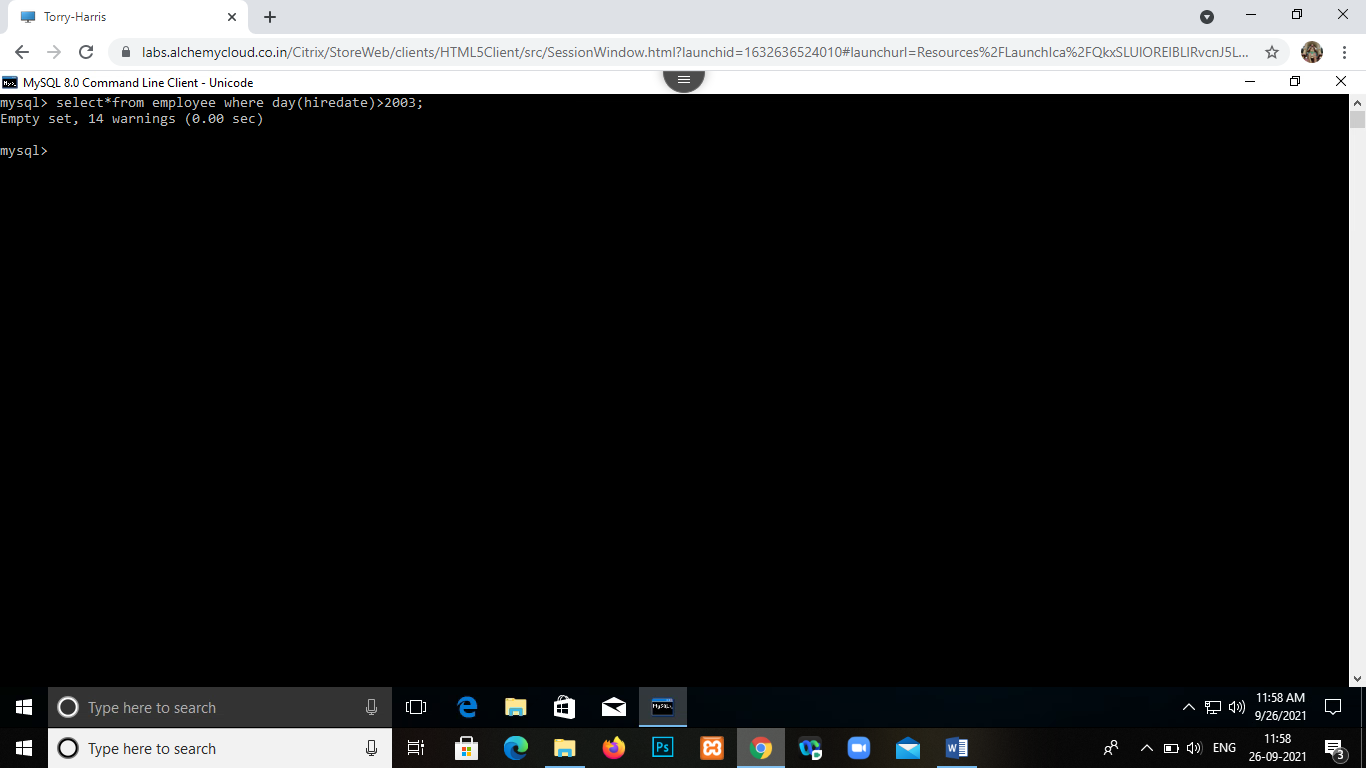 Torry-Harris
labs.alchemycloud.co.in/Citrix/StoreWeb/clients/HTML5Client/src/SessionWindow.html?launchid=1632636524010#launchurl=Resources%2FLaunchIca%2FQkxSLUlOREIBLIRvcnJ5L...
MySQL 8.0 Command Line Client - Unicode
mysql> select*from employee where day(hiredate)>2003;
Empty set, 14 warnings (0.00 sec)
mysql>
Type here to search
11:58 AM
9/26/2021
Type here to search
Ps
ENG
11:58
26-09-2021
3